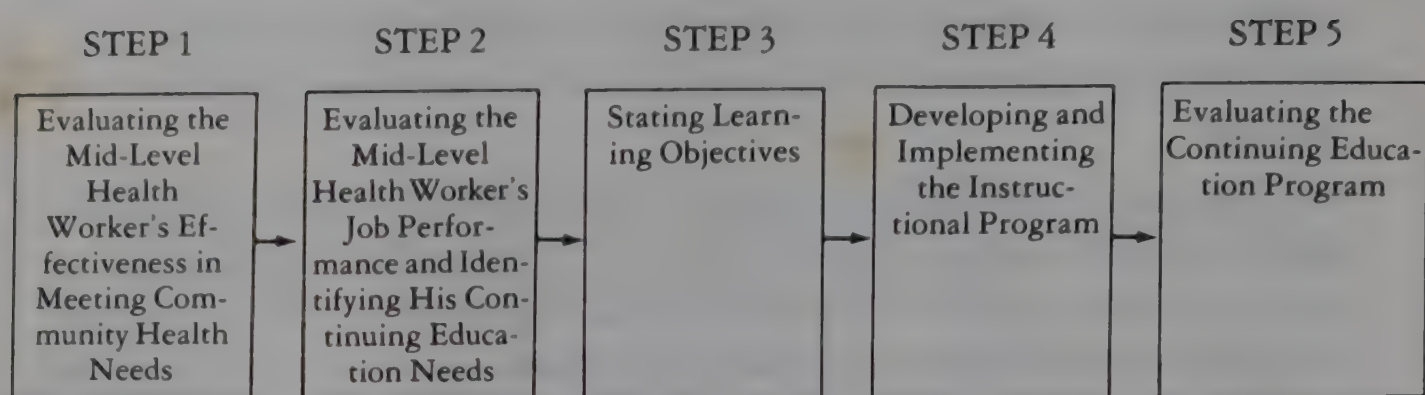 STEP 1
Evaluating the
Mid-Level
Health
Worker's Ef-
fectiveness in
Meeting Com-
munity Health
Needs
STEP 2
Evaluating the
Mid-Level
Health Worker's
Job Perfor-
mance and Iden-
tifying His Con-
tinuing Educa-
tion Needs
STEP 3
Stating Learn-
ing Objectives
STEP 4
Developing and
Implementing
the Instruc-
tional Program
STEP 5
Evaluating the
Continuing Educa-
tion Program